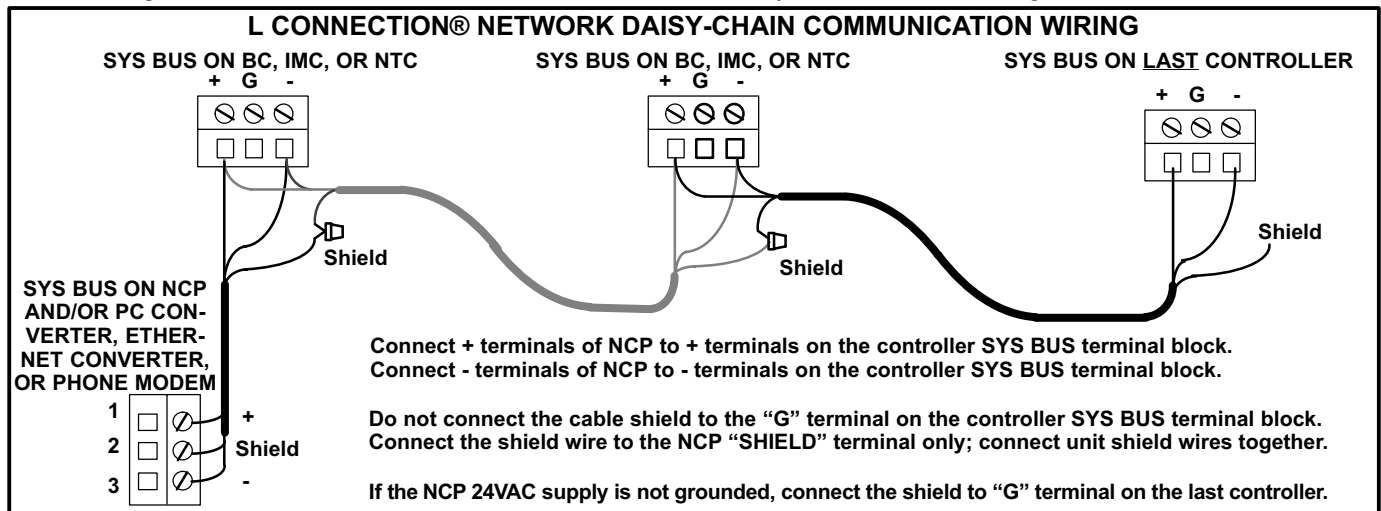 L CONNECTION® NETWORK DAISY-CHAIN COMMUNICATION WIRING
SYS BUS ON BC, IMC, OR NTC
+ G -
SYS BUS ON BC, IMC, OR NTC
+ G -
SYS BUS ON LAST CONTROLLER
+ G -
Shield
Shield
Shield
SYS BUS ON NCP
AND/OR PC CON-
VERTER, ETHER-
NET CONVERTER,
OR PHONE MODEM
1 +
2 Shield
3 -
Connect + terminals of NCP to + terminals on the controller SYS BUS terminal block.
Connect - terminals of NCP to - terminals on the controller SYS BUS terminal block.
Do not connect the cable shield to the “G” terminal on the controller SYS BUS terminal block.
Connect the shield wire to the NCP “SHIELD” terminal only; connect unit shield wires together.
If the NCP 24VAC supply is not grounded, connect the shield to “G” terminal on the last controller.